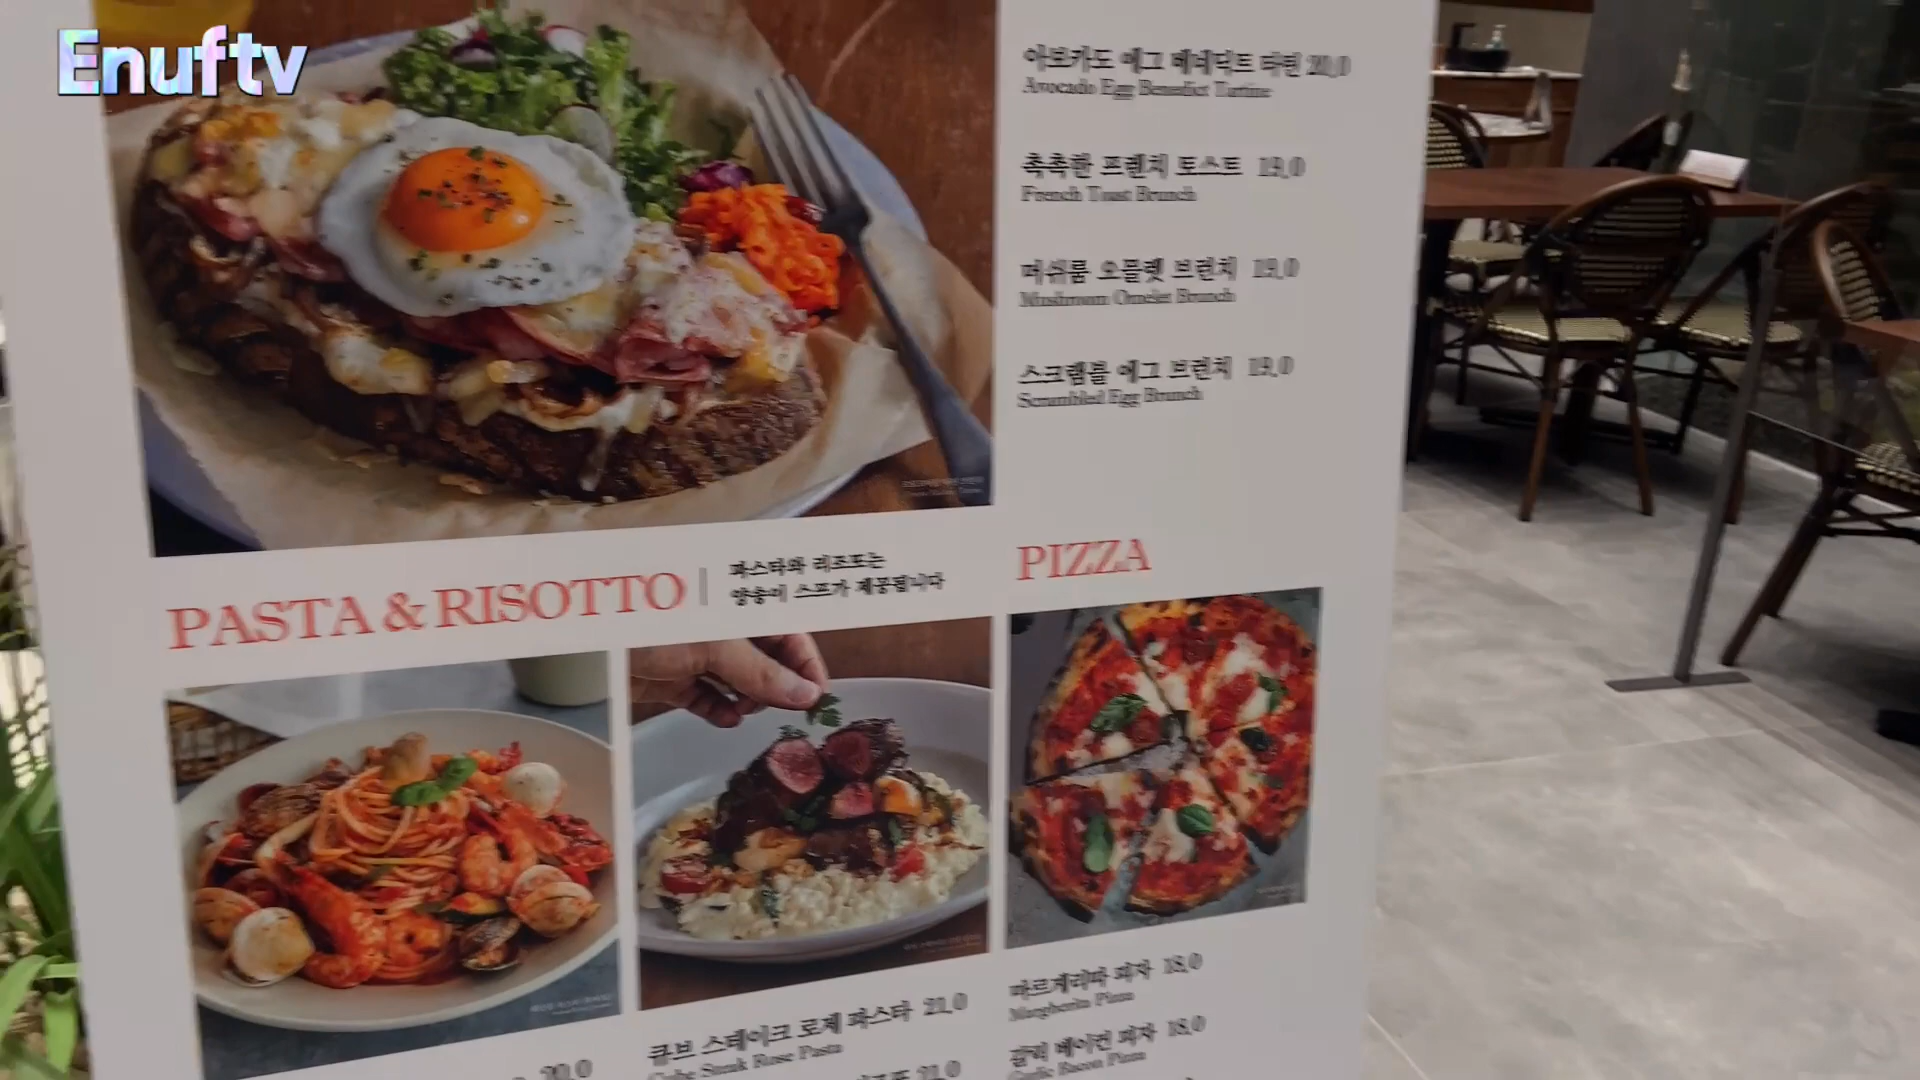 Enuftv
아보카도 에그 베네딕트 타틴 20,0
Avocado Egg Benedict Tartine
촉촉한 프렌치 토스트 19,0
French Toast Brunch
머쉬룸 오믈렛 브런치 19,0
Mushroom Omelet Brunch
스크램블 에그 브런치 19,0
Scrambled Egg Brunch
PASTA & RISOTTO
파스타와 리조또는
양송이 스프가 제공됩니다
PIZZA
20,0
큐브 스테이크 로제 파스타 21,0
Cube Steak Rose Pasta
21,0
마르게리따 피자 18,0
Margherita Pizza
갈릭 베이컨 피자 18,0
Garlic Bacon Pizza